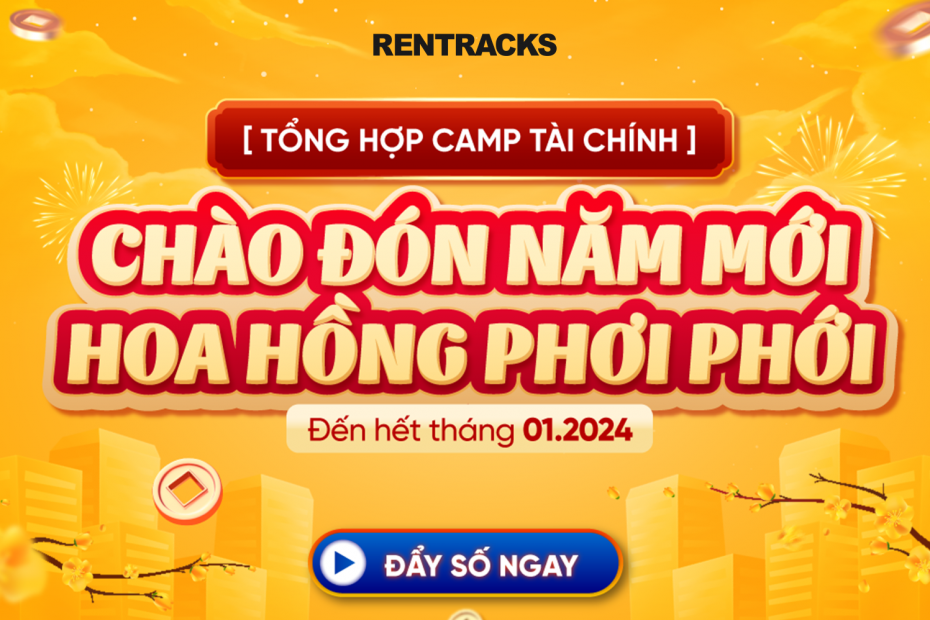 RENTRACKS
[ TỔNG HỢP CAMP TÀI CHÍNH ]
CHÀO ĐÓN NĂM MỚI
HOA HỒNG PHƠI PHỚI
Đến hết tháng 01.2024
ĐẨY SỐ NGAY